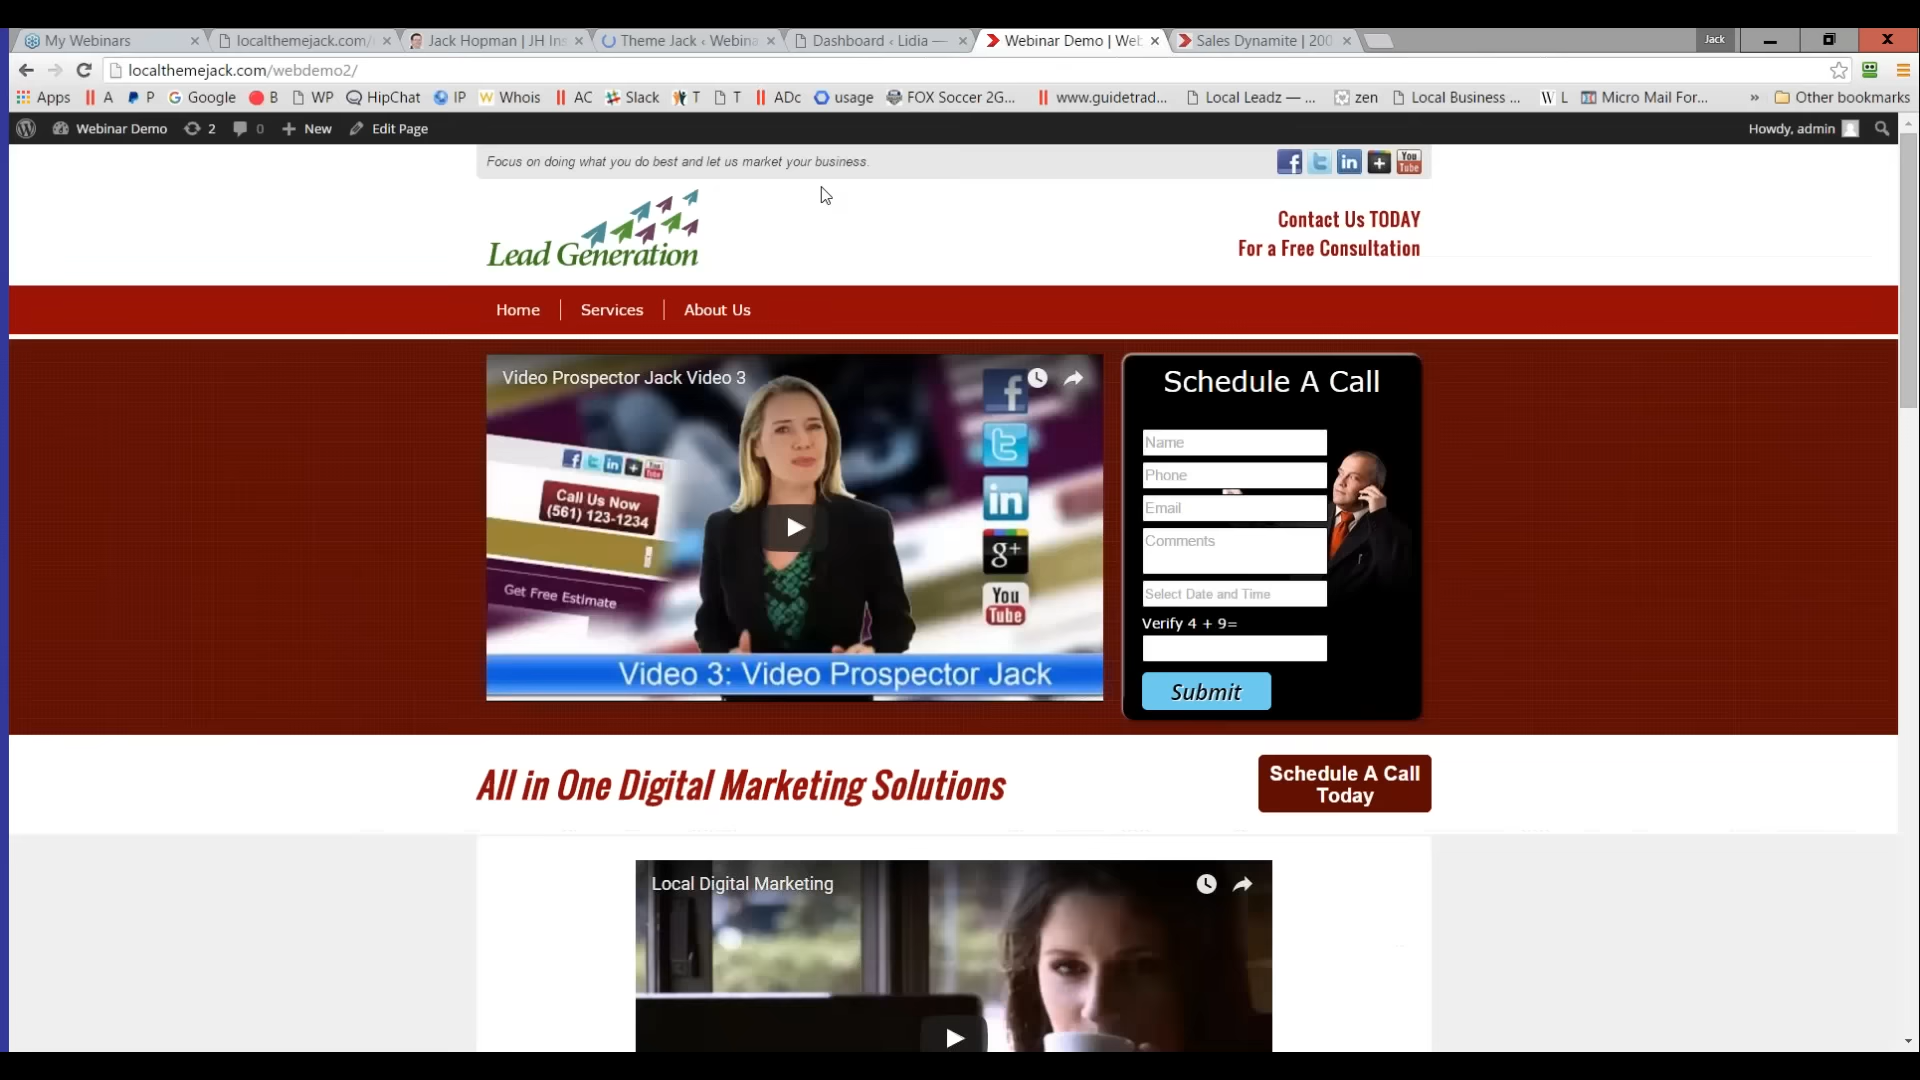 My Webinars
localthemejack.com/
Jack Hopman | JH Ins
Theme Jack ‹ Webina
Dashboard ‹ Lidia —
Webinar Demo | Web
Sales Dynamite | 200
Jack
localthemejack.com/webdemo2/
Apps A P Google B WP HipChat IP Whois AC Slack T T ADc usage FOX Soccer 2G... www.guidetrad... Local Leadz — ... zen Local Business ... L Micro Mail For... » Other bookmarks
Webinar Demo 2 0 New Edit Page Howdy, admin
Focus on doing what you do best and let us market your business.
You
Tube
Lead Generation
Contact Us TODAY
For a Free Consultation
Home Services About Us
Video Prospector Jack Video 3
Call Us Now
(561) 123-1234
Get Free Estimate
g+
You
Tube
Video 3: Video Prospector Jack
Schedule A Call
Name
Phone
Email
Comments
Select Date and Time
Verify 4 + 9=
Submit
All in One Digital Marketing Solutions
Schedule A Call
Today
Local Digital Marketing